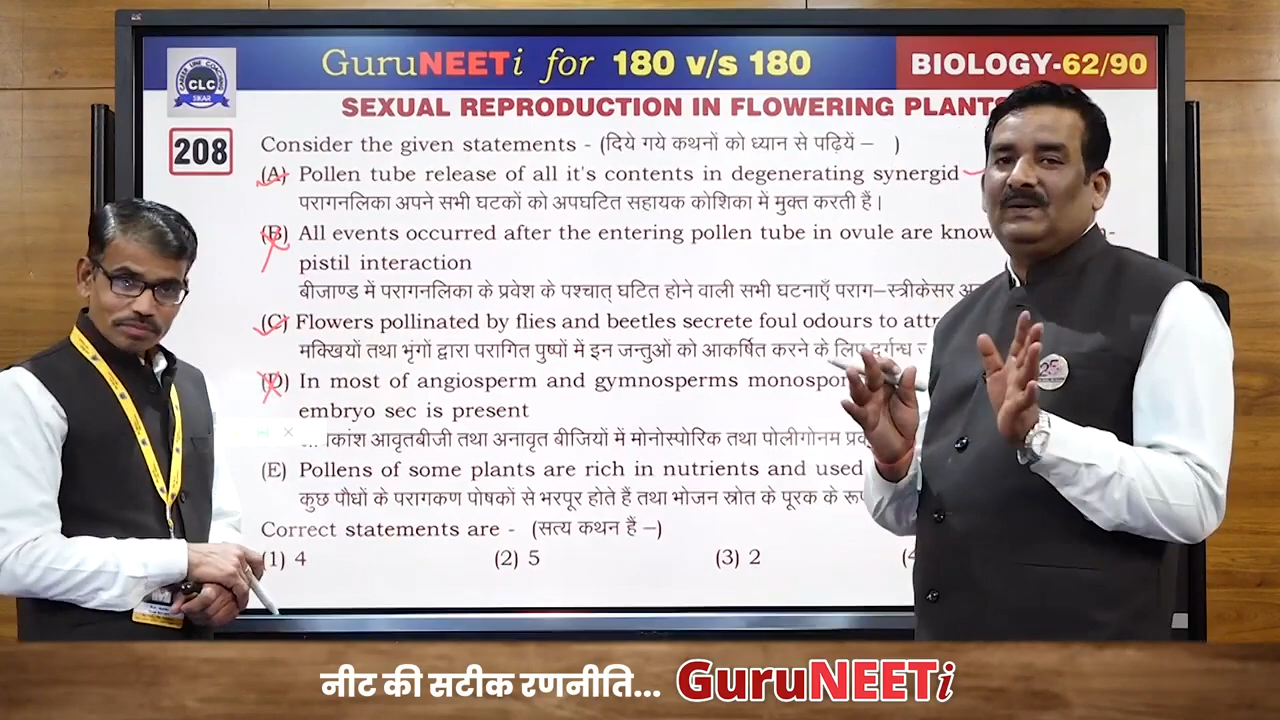 GuruNEETi for 180 v/s 180
BIOLOGY-62/90
CLC
SIKAR
SEXUAL REPRODUCTION IN FLOWERING PLANTS
208
Consider the given statements - (दिये गये कथनों को ध्यान से पढ़ियें – )
(A) Pollen tube release of all it's contents in degenerating synergid
परागनलिका अपने सभी घटकों को अपघटित सहायक कोशिका में मुक्त करती हैं।
(B) All events occurred after the entering pollen tube in ovule are
pistil interaction
बीजाण्ड में परागनलिका के प्रवेश के पश्चात् घटित होने वाली सभी घटनाएँ पराग–स्त्रीकेसर
(C) Flowers pollinated by flies and beetles secrete foul odours to
मक्खियों तथा भृंगों द्वारा परागित पुष्पों में इन जन्तुओं को आकर्षित करने के लिए दुर्गन्ध
(D) In most of angiosperm and gymnosperms
embryo sec is present
आवृतबीजी तथा अनावृत बीजियों में मोनोस्पोरिक तथा पोलीगोनम
(E) Pollens of some plants are rich in nutrients and used
कुछ पौधों के परागकण पोषकों से भरपूर होते हैं तथा भोजन स्रोत के पूरक के
Correct statements are - (सत्य कथन हैं –)
(1) 4 (2) 5 (3) 2
नीट की सटीक रणनीति... GuruNEETi